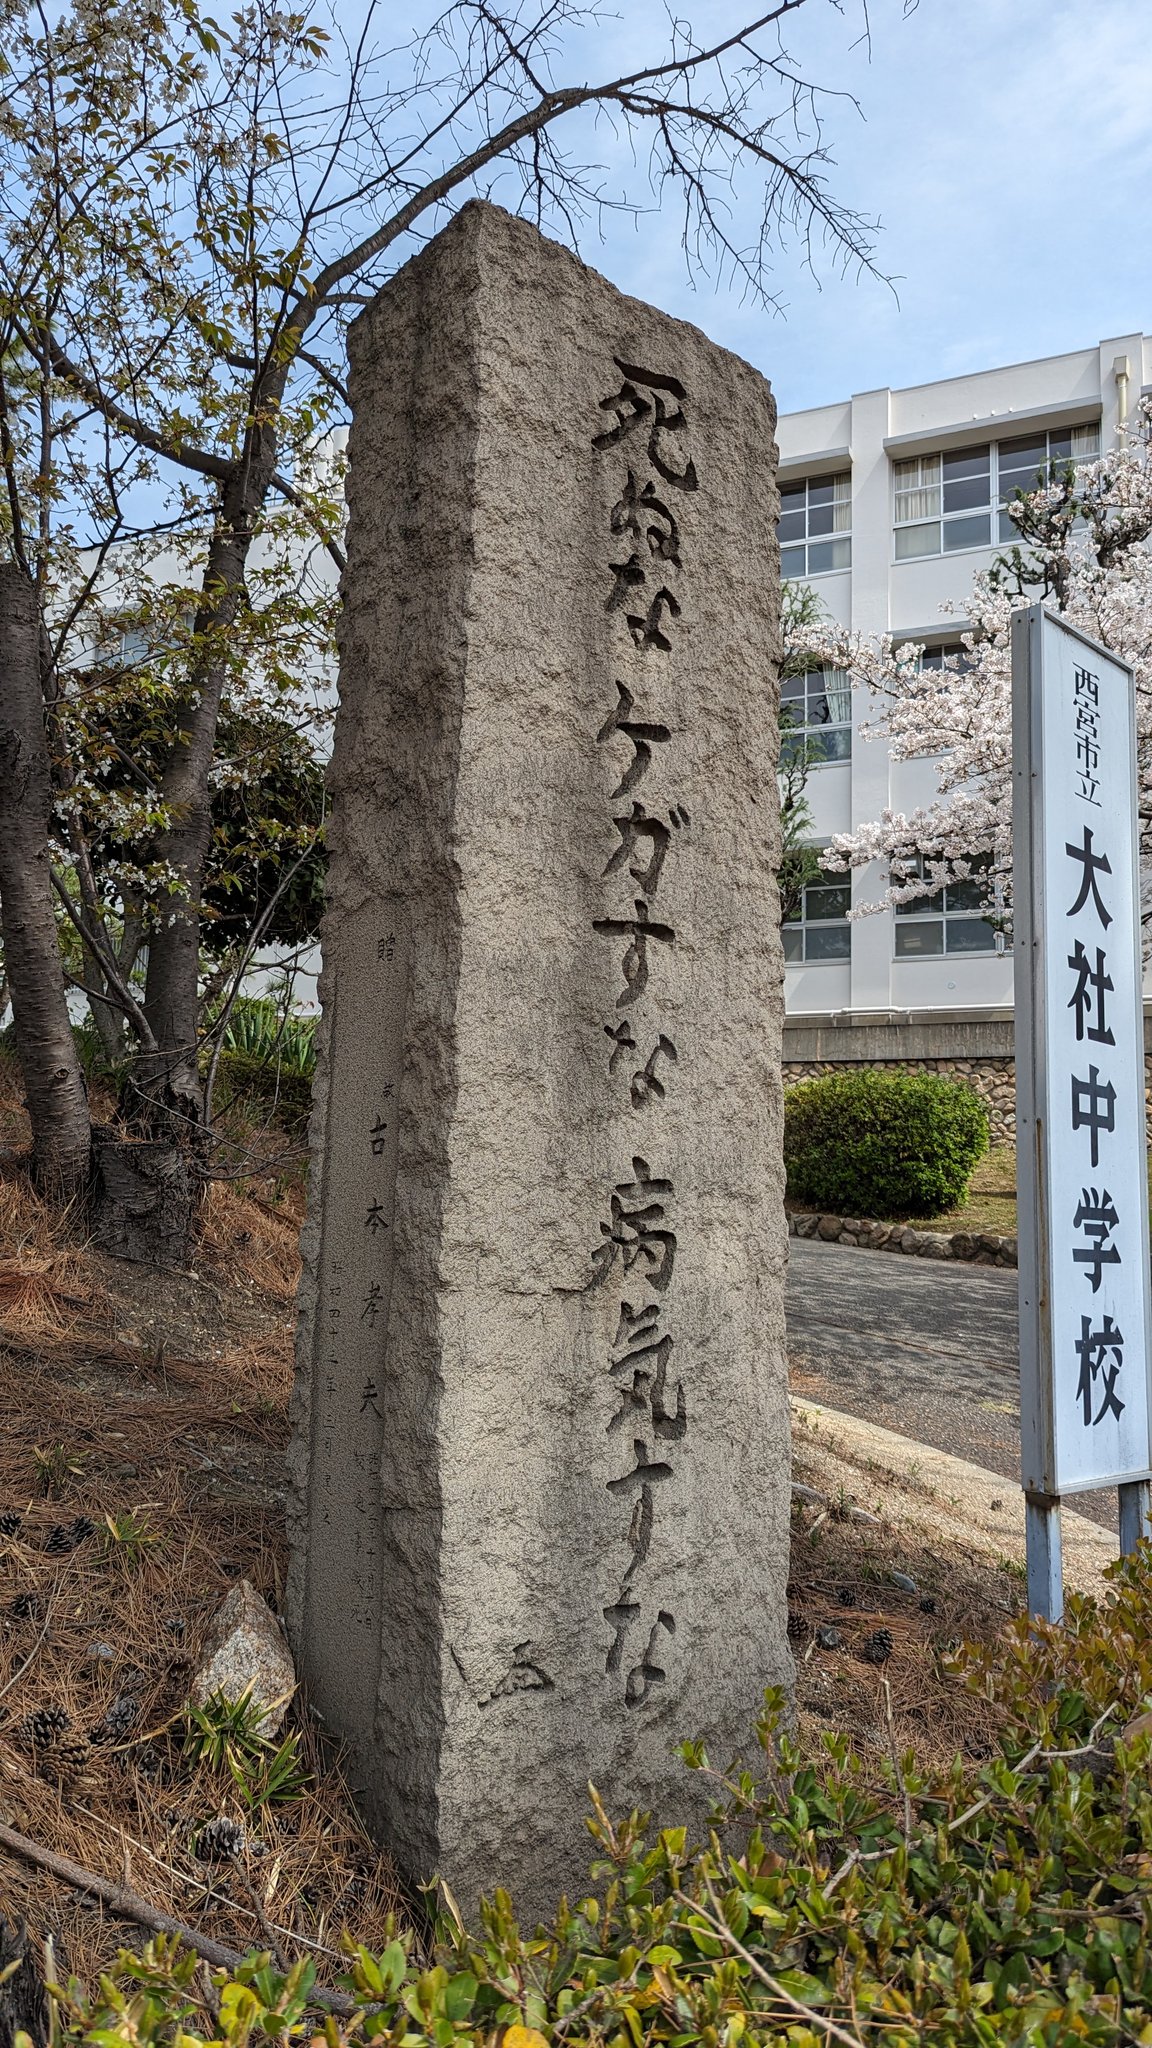 死ぬなケガすな病気すな
贈
吉本孝夫
西宮市立
大社中学校